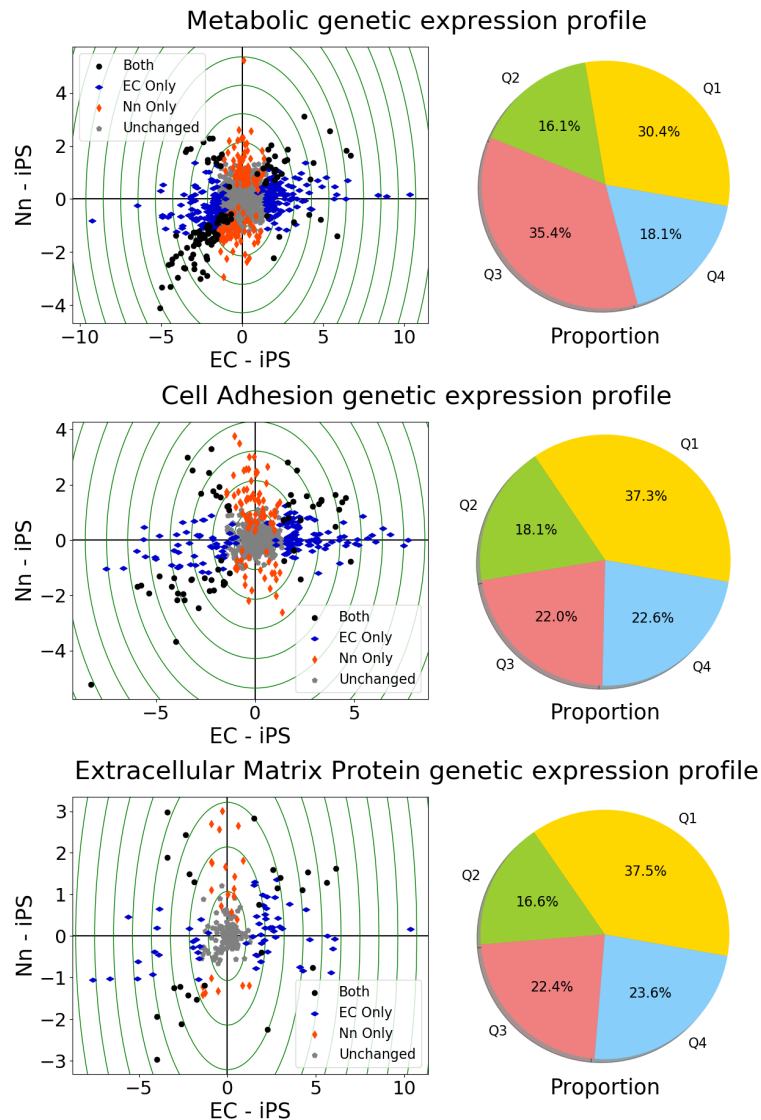 Metabolic genetic expression profile
Both
EC Only
Nn Only
Unchanged
4
2
0
−2
−4
Nn - iPS
−10
−5
0
5
10
EC - iPS
Q2
Q1
16.1%
30.4%
35.4%
18.1%
Q3
Q4
Proportion
Cell Adhesion genetic expression profile
4
2
0
−2
−4
Nn - iPS
Both
EC Only
Nn Only
Unchanged
−5
0
5
EC - iPS
Q1
Q2
37.3%
18.1%
22.0%
22.6%
Q3
Q4
Proportion
Extracellular Matrix Protein genetic expression profile
3
2
1
0
−1
−2
−3
Nn - iPS
Both
EC Only
Nn Only
Unchanged
−5
0
5
10
EC - iPS
Q1
Q2
37.5%
16.6%
22.4%
23.6%
Q3
Q4
Proportion